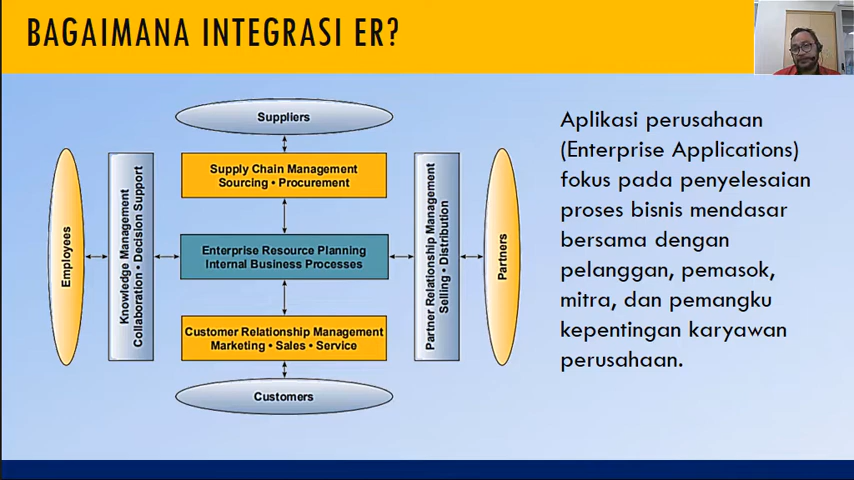 BAGAIMANA INTEGRASI ER?
Suppliers
Supply Chain Management
Sourcing • Procurement
Employees
Knowledge Management
Collaboration • Decision Support
Enterprise Resource Planning
Internal Business Processes
Partner Relationship Management
Selling • Distribution
Partners
Customer Relationship Management
Marketing • Sales • Service
Customers
Aplikasi perusahaan
(Enterprise Applications)
fokus pada penyelesaian
proses bisnis mendasar
bersama dengan
pelanggan, pemasok,
mitra, dan pemangku
kepentingan karyawan
perusahaan.